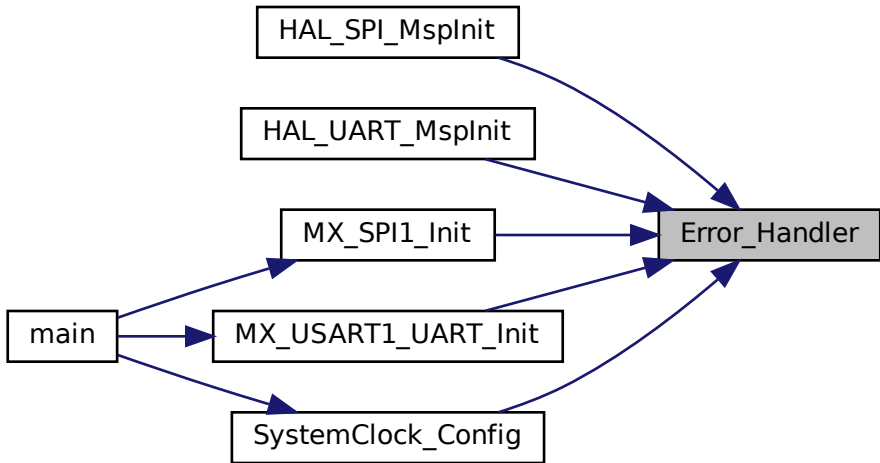 HAL_SPI_MspInit
HAL_UART_MspInit
MX_SPI1_Init
Error_Handler
main
MX_USART1_UART_Init
SystemClock_Config